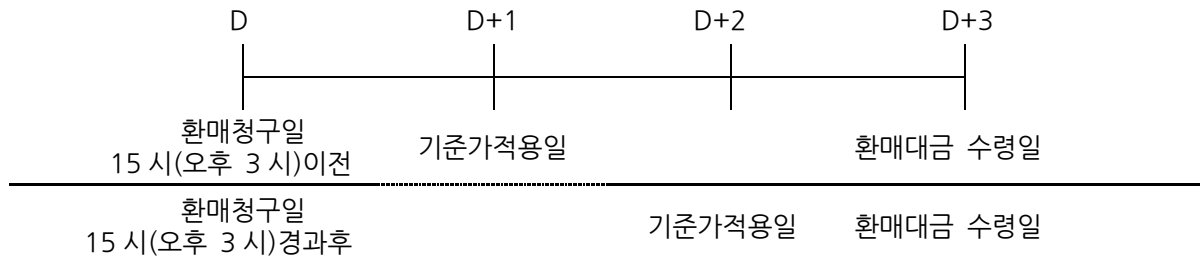 D D+1 D+2 D+3
환매청구일
15 시(오후 3 시)이전
기준가적용일
환매대금 수령일
환매청구일
15 시(오후 3 시)경과후
기준가적용일
환매대금 수령일